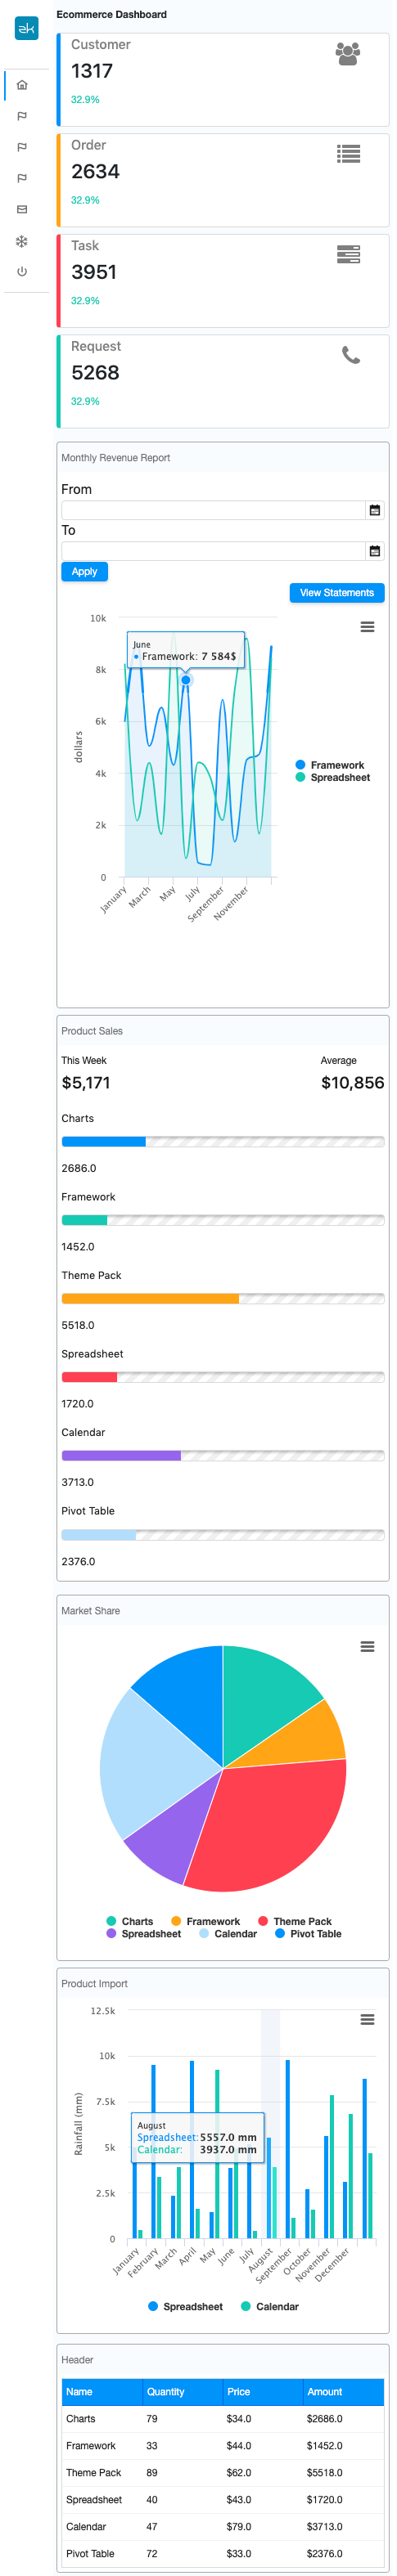 zk
Ecommerce Dashboard
Customer
1317
32.9%
Order
2634
32.9%
Task
3951
32.9%
Request
5268
32.9%
Monthly Revenue Report
From
To
Apply
View Statements
10k
8k
6k
4k
2k
0
dollars
June
Framework: 7 584$
Framework
Spreadsheet
January
March
May
July
September
November
Product Sales
This Week Average
$5,171 $10,856
Charts
2686.0
Framework
1452.0
Theme Pack
5518.0
Spreadsheet
1720.0
Calendar
3713.0
Pivot Table
2376.0
Market Share
Charts Framework Theme Pack
Spreadsheet Calendar Pivot Table
Product Import
12.5k
10k
7.5k
5k
2.5k
0
Rainfall (mm)
August
Spreadsheet: 5557.0 mm
Calendar: 3937.0 mm
January
February
March
April
May
June
July
August
September
October
November
December
Spreadsheet Calendar
Header
Name Quantity Price Amount
Charts 79 $34.0 $2686.0
Framework 33 $44.0 $1452.0
Theme Pack 89 $62.0 $5518.0
Spreadsheet 40 $43.0 $1720.0
Calendar 47 $79.0 $3713.0
Pivot Table 72 $33.0 $2376.0